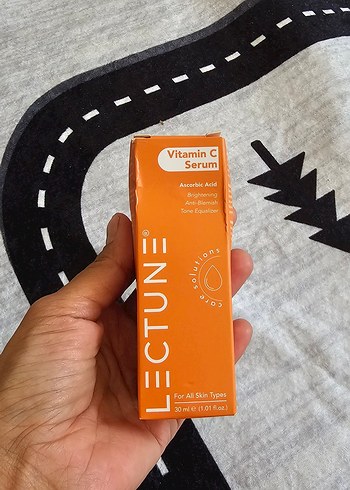 Vitamin C
Serum
Ascorbic Acid
Brightening
Anti-Blemish
Tone Equalizer
LECTUNE®
care solutions
For All Skin Types
30 ml ℮ (1.01 fl oz.)